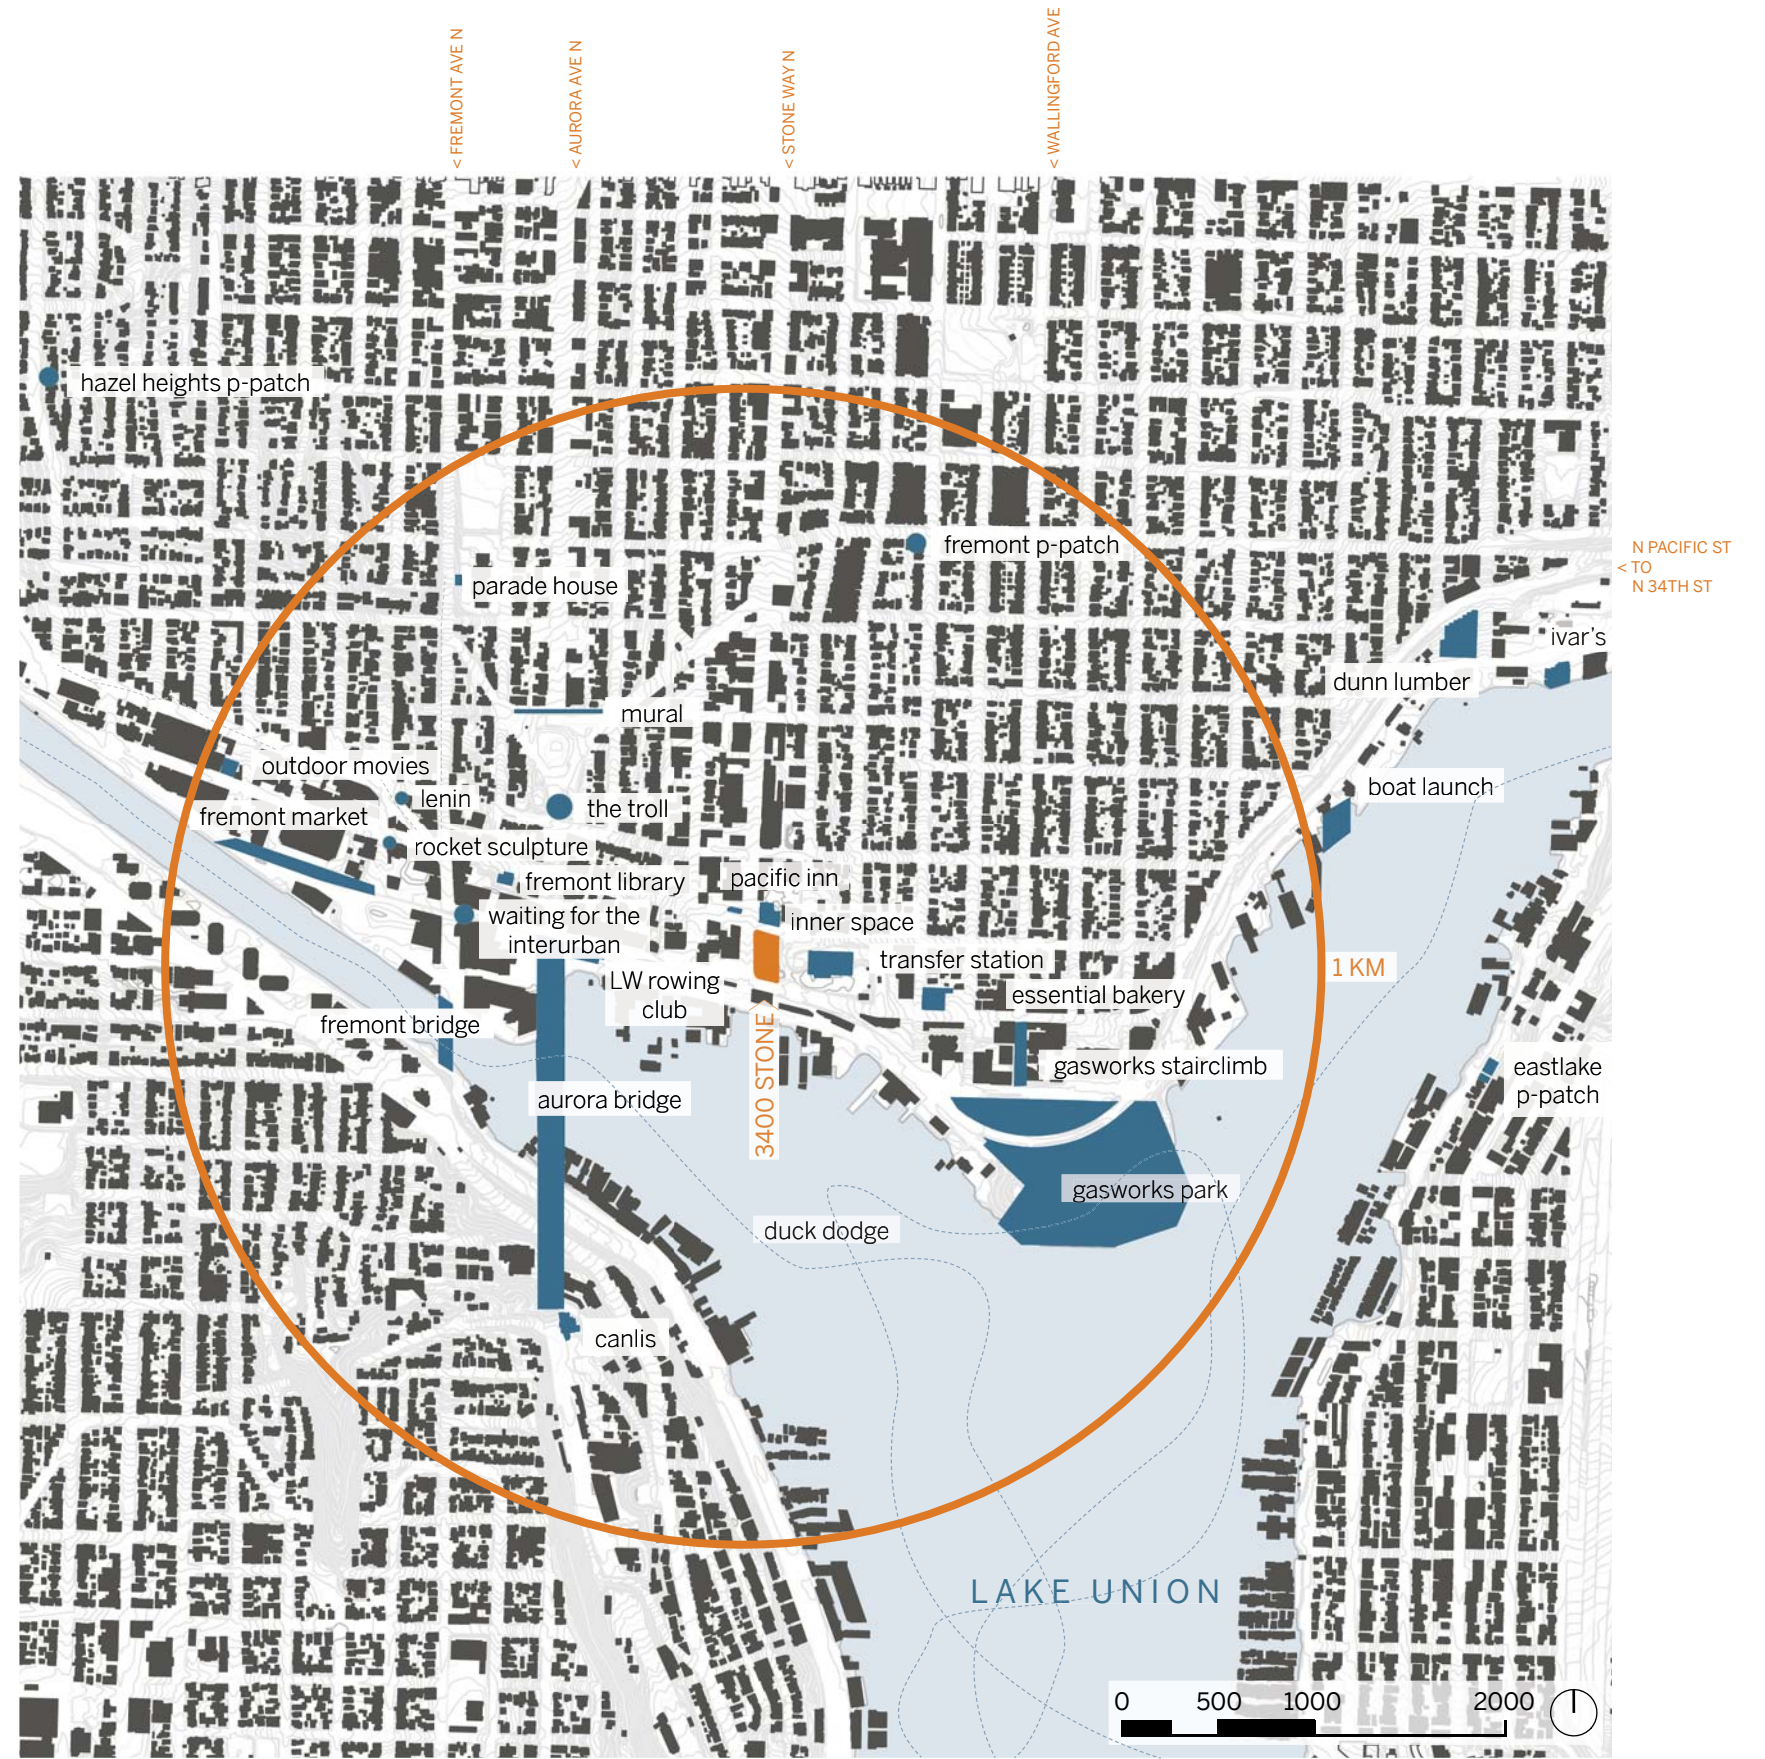 < FREMONT AVE N
< AURORA AVE N
< STONE WAY N
< WALLINGFORD AVE
hazel heights p-patch
fremont p-patch
N PACIFIC ST
< TO
N 34TH ST
parade house
ivar's
dunn lumber
mural
outdoor movies
boat launch
lenin
the troll
fremont market
rocket sculpture
fremont library
pacific inn
waiting for the
interurban
inner space
transfer station
1 KM
LW rowing
club
essential bakery
fremont bridge
3400 STONE
gasworks stairclimb
eastlake
p-patch
aurora bridge
gasworks park
duck dodge
canlis
LAKE UNION
0 500 1000 2000